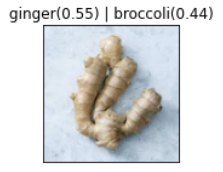 ginger(0.55) | broccoli(0.44)